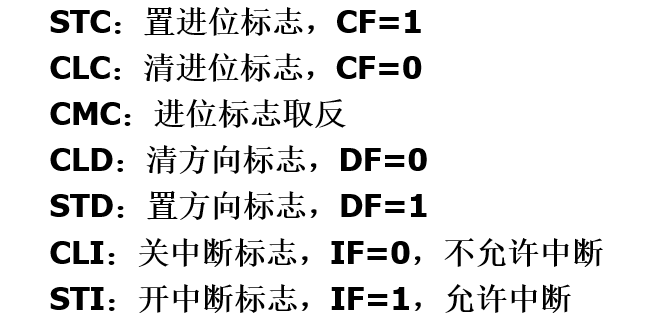 STC：置进位标志，CF=1
CLC：清进位标志，CF=0
CMC：进位标志取反
CLD：清方向标志，DF=0
STD：置方向标志，DF=1
CLI：关中断标志，IF=0，不允许中断
STI：开中断标志，IF=1，允许中断